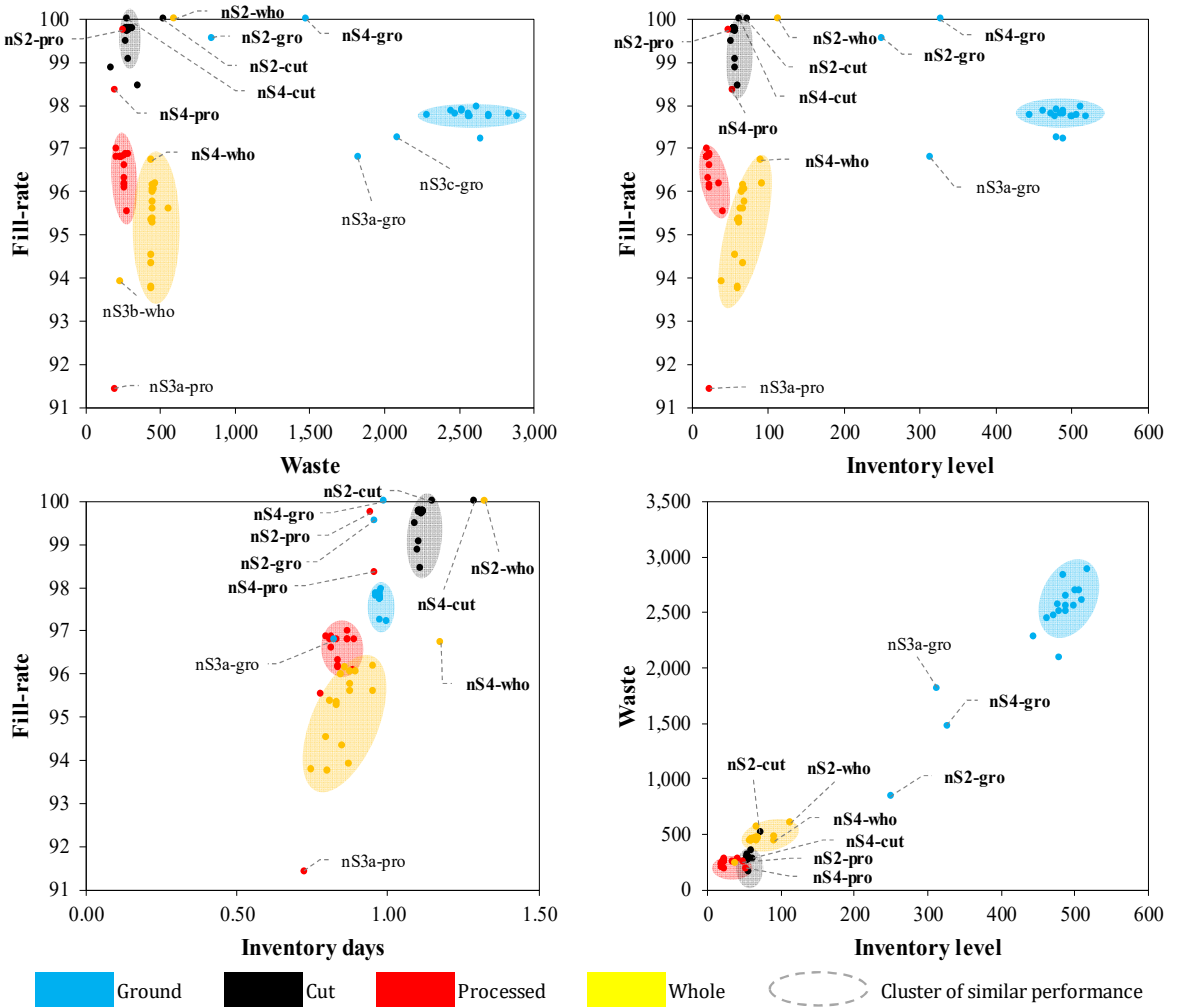 100
99
98
97
96
95
94
93
92
91
Fill-rate
0
500
1,000
1,500
2,000
2,500
3,000
Waste
nS2-who
nS4-gro
nS2-pro
nS2-gro
nS2-cut
nS4-cut
nS4-pro
nS4-who
nS3c-gro
nS3a-gro
nS3b-who
nS3a-pro
100
99
98
97
96
95
94
93
92
91
Fill-rate
0
100
200
300
400
500
600
Inventory level
nS2-pro
nS2-who
nS4-gro
nS2-gro
nS2-cut
nS4-cut
nS4-pro
nS4-who
nS3a-gro
nS3a-pro
100
99
98
97
96
95
94
93
92
91
Fill-rate
0.00
0.50
1.00
1.50
Inventory days
nS2-cut
nS4-gro
nS2-pro
nS2-gro
nS2-who
nS4-pro
nS4-cut
nS3a-gro
nS4-who
nS3a-pro
3,500
3,000
2,500
2,000
1,500
1,000
500
0
Waste
0
100
200
300
400
500
600
Inventory level
nS3a-gro
nS4-gro
nS2-cut
nS2-who
nS2-gro
nS4-who
nS4-cut
nS2-pro
nS4-pro
Ground
Cut
Processed
Whole
Cluster of similar performance